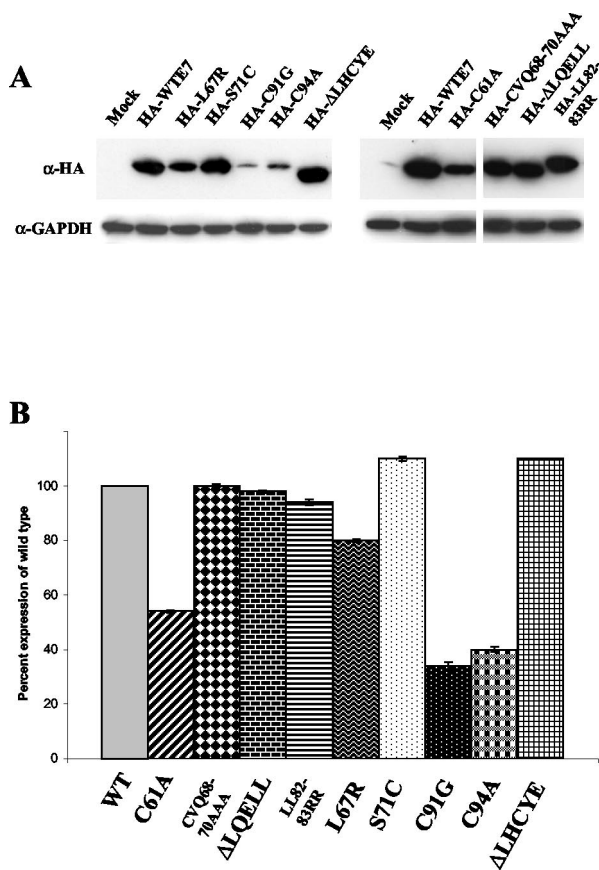 A
Mock
HA-WTE7
HA-L67R
HA-S71C
HA-C91G
HA-C94A
HA-ΔLHCYE
Mock
HA-WTE7
HA-C61A
HA-CVQ68-70AAA
HA-ΔLQELL
HA-LL82-
83RR
α-HA
α-GAPDH
B
Percent expression of wild type
100
80
60
40
20
0
WT
C61A
CVQ68-
70AAA
ΔLQELL
LL82-
83RR
L67R
S71C
C91G
C94A
ΔLHCYE